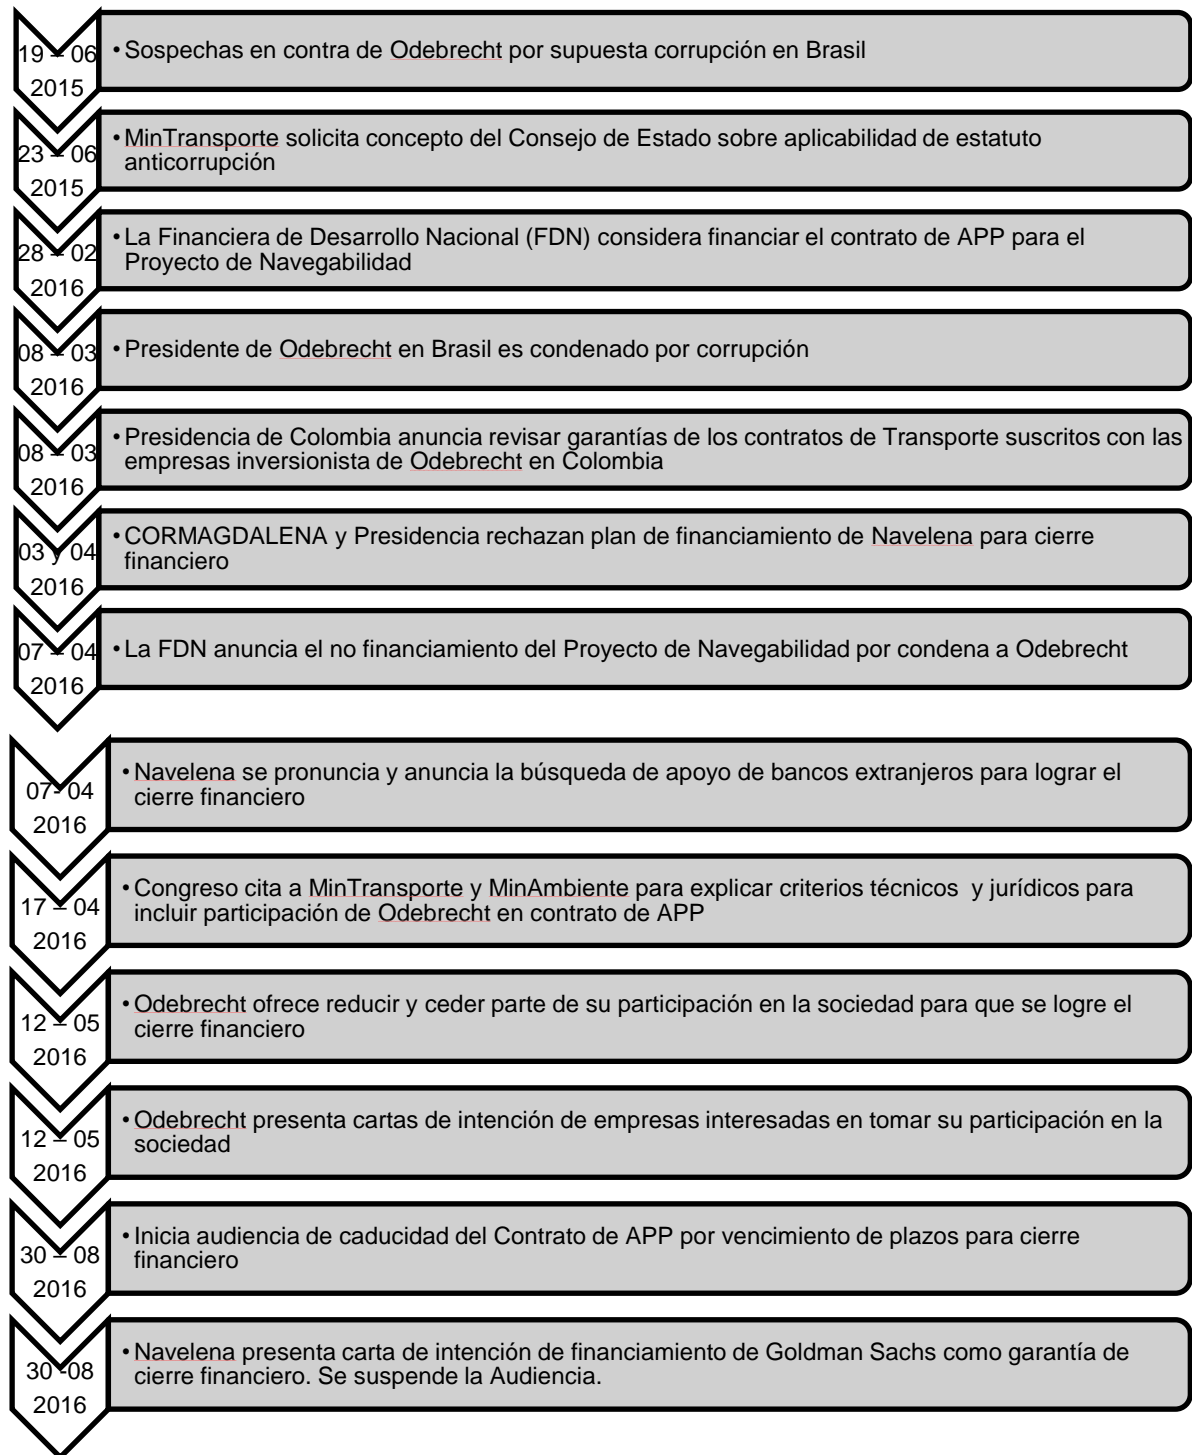 19 – 06
2015
• Sospechas en contra de Odebrecht por supuesta corrupción en Brasil
23 – 06
2015
• MinTransporte solicita concepto del Consejo de Estado sobre aplicabilidad de estatuto
anticorrupción
28 – 02
2016
• La Financiera de Desarrollo Nacional (FDN) considera financiar el contrato de APP para el
Proyecto de Navegabilidad
08 – 03
2016
• Presidente de Odebrecht en Brasil es condenado por corrupción
08 – 03
2016
• Presidencia de Colombia anuncia revisar garantías de los contratos de Transporte suscritos con las
empresas inversionista de Odebrecht en Colombia
03 y 04
2016
• CORMAGDALENA y Presidencia rechazan plan de financiamiento de Navelena para cierre
financiero
07 – 04
2016
• La FDN anuncia el no financiamiento del Proyecto de Navegabilidad por condena a Odebrecht
07- 04
2016
• Navelena se pronuncia y anuncia la búsqueda de apoyo de bancos extranjeros para lograr el
cierre financiero
17 – 04
2016
• Congreso cita a MinTransporte y MinAmbiente para explicar criterios técnicos y jurídicos para
incluir participación de Odebrecht en contrato de APP
12 – 05
2016
• Odebrecht ofrece reducir y ceder parte de su participación en la sociedad para que se logre el
cierre financiero
12 – 05
2016
• Odebrecht presenta cartas de intención de empresas interesadas en tomar su participación en la
sociedad
30 – 08
2016
• Inicia audiencia de caducidad del Contrato de APP por vencimiento de plazos para cierre
financiero
30 -08
2016
• Navelena presenta carta de intención de financiamiento de Goldman Sachs como garantía de
cierre financiero. Se suspende la Audiencia.